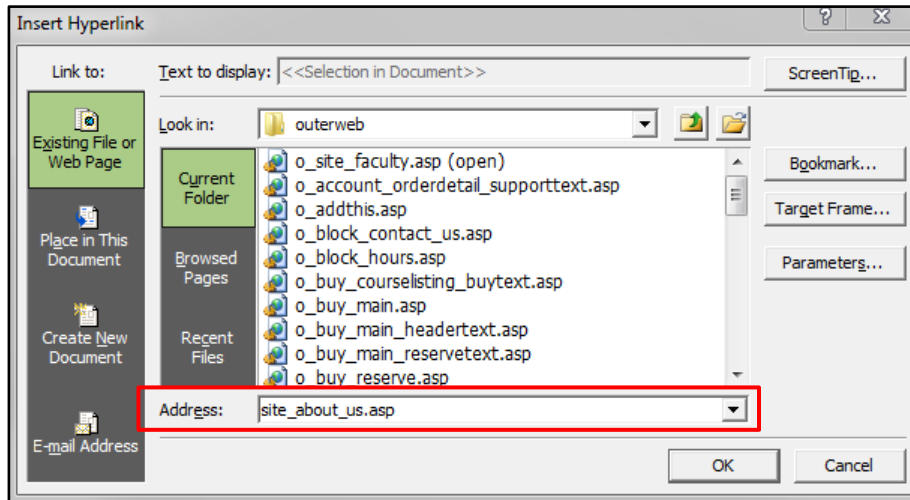 Insert Hyperlink
Link to:
Text to display: <<Selection in Document>>
ScreenTip...
Existing File or
Web Page
Place in This
Document
Create New
Document
E-mail Address
Look in: outerweb
Current
Folder
Browsed
Pages
Recent
Files
o_site_faculty.asp (open)
o_account_orderdetail_supporttext.asp
o_addthis.asp
o_block_contact_us.asp
o_block_hours.asp
o_buy_courselisting_buytext.asp
o_buy_main.asp
o_buy_main_headertext.asp
o_buy_main_reservetext.asp
o_buy_reserve.asp
Bookmark...
Target Frame...
Parameters...
Address: site_about_us.asp
OK
Cancel